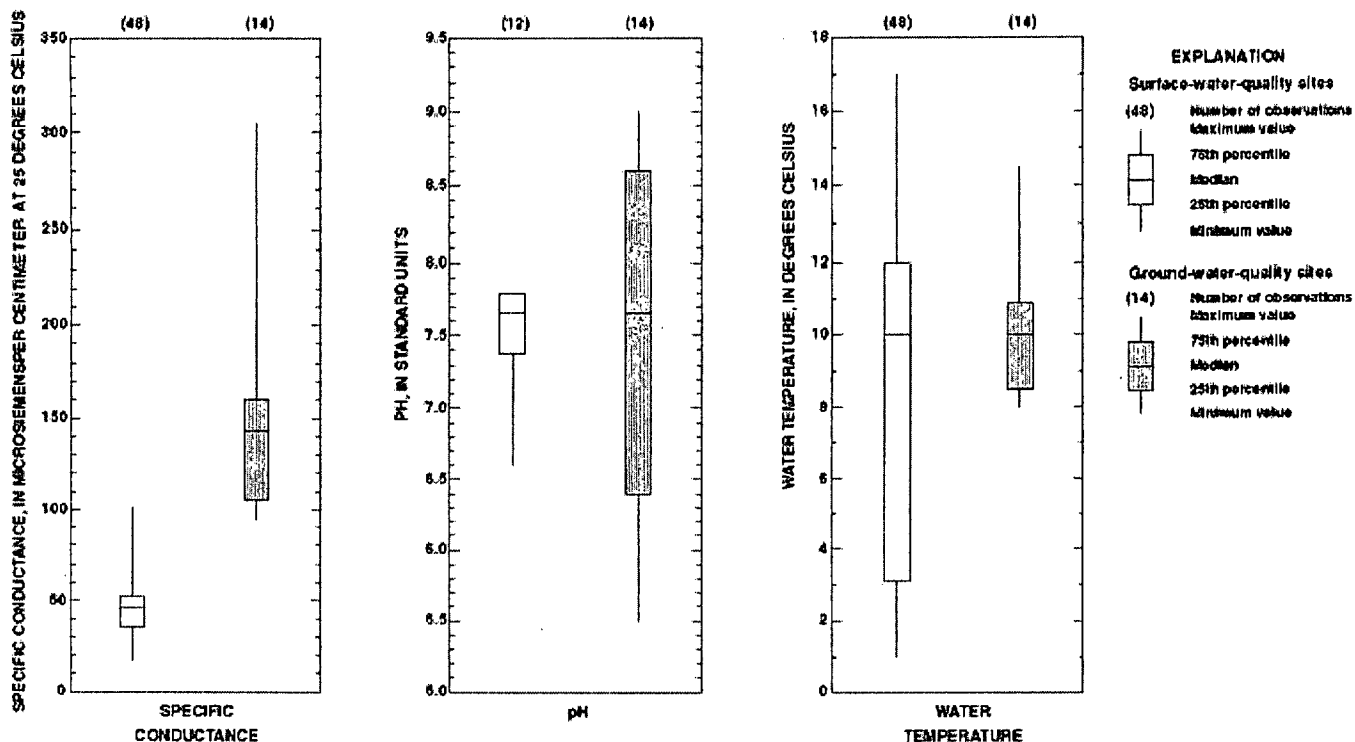 SPECIFIC CONDUCTANCE, IN MICROSIEMENSPER CENTIMETER AT 25 DEGREES CELSIUS
(48) (14)
350
300
250
200
150
100
50
0
SPECIFIC
CONDUCTANCE
PH, IN STANDARD UNITS
(12) (14)
9.5
9.0
8.5
8.0
7.5
7.0
6.5
6.0
6.5
6.0
pH
WATER TEMPERATURE, IN DEGREES CELSIUS
(48) (14)
18
16
14
12
10
8
6
4
2
0
WATER
TEMPERATURE
EXPLANATION
Surface-water-quality sites
(48) Number of observations
Maximum value
75th percentile
Median
25th percentile
Minimum value
Ground-water-quality sites
(14) Number of observations
Maximum value
75th percentile
Median
25th percentile
Minimum value